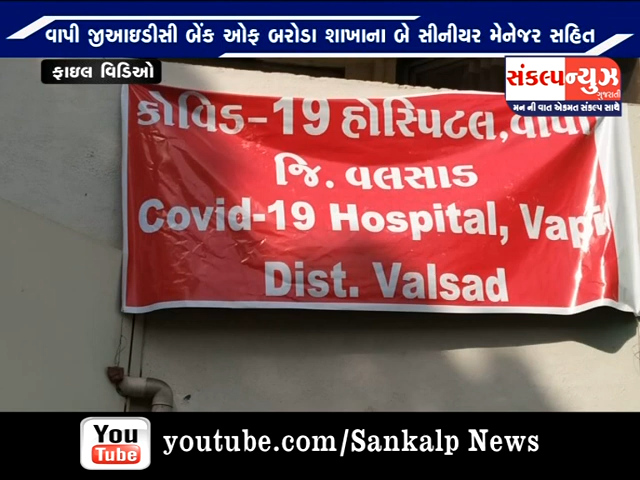 વાપી જીઆઇડીસી બેંક ઓફ બરોડા શાખાના બે સીનીયર મેનેજર સહિત
ફાઇલ વિડિઓ
સંકલ્પન્યુઝ
ગુજરાતી
મન ની વાત એકમત સંકલ્પ સાથે
કોવિડ-19 હોસ્પિટલ, વાપી
જિ. વલસાડ
Covid-19 Hospital, Vapi
Dist. Valsad
You Tube
youtube.com/Sankalp News